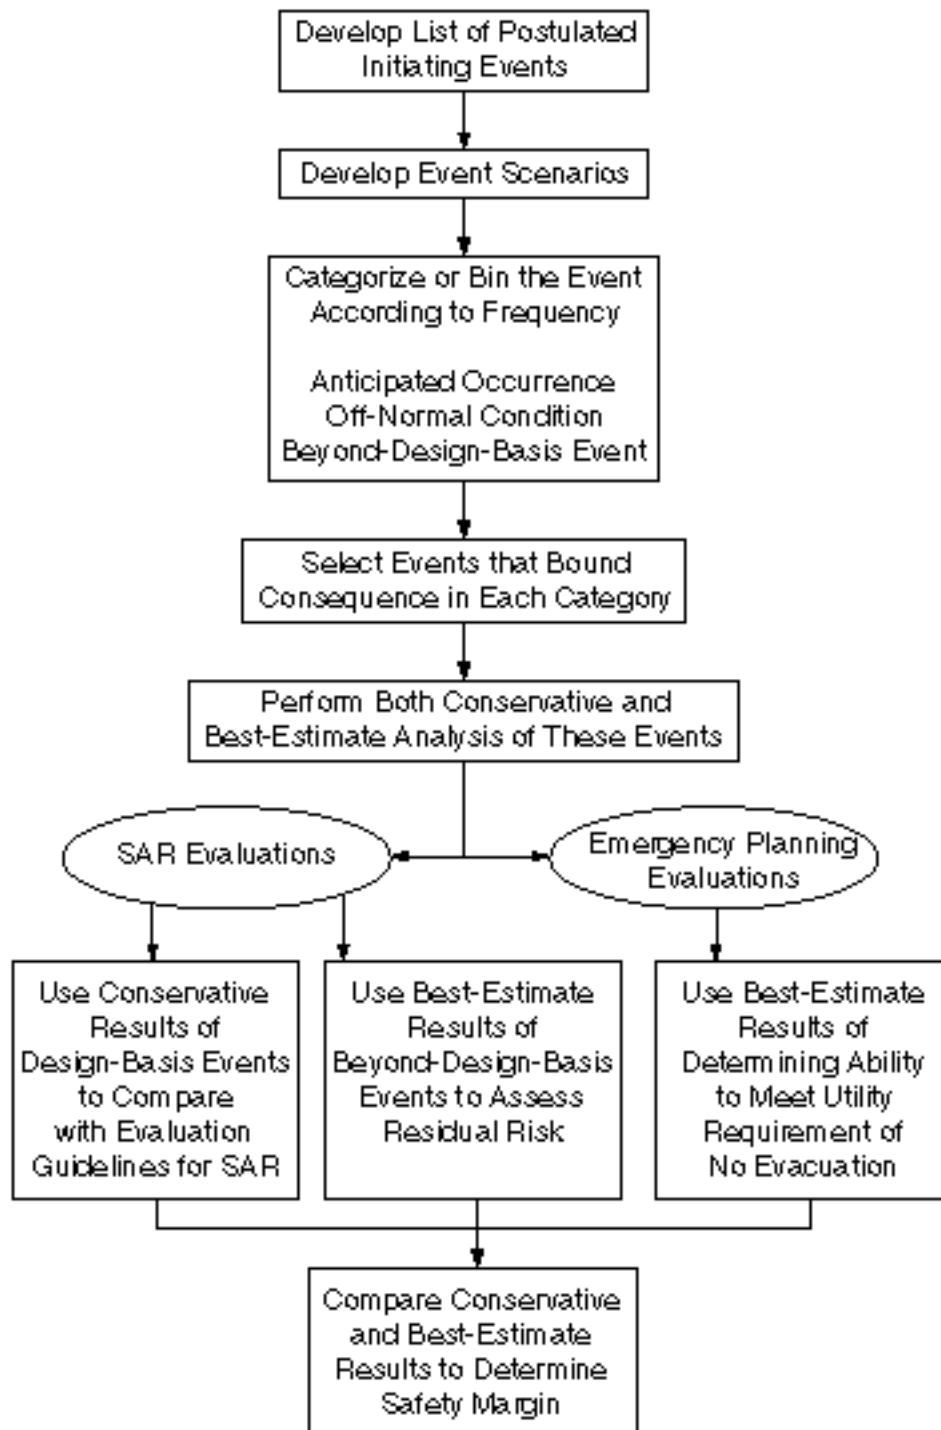 Develop List of Postulated
Initiating Events
Develop Event Scenarios
Categorize or Bin the Event
According to Frequency
Anticipated Occurrence
Off-Normal Condition
Beyond-Design-Basis Event
Select Events that Bound
Consequence in Each Category
Perform Both Conservative and
Best-Estimate Analysis of These Events
SAR Evaluations
Emergency Planning
Evaluations
Use Conservative
Results of
Design-Basis Events
to Compare
with Evaluation
Guidelines for SAR
Use Best-Estimate
Results of
Beyond-Design-Basis
Events to Assess
Residual Risk
Use Best-Estimate
Results of
Determining Ability
to Meet Utility
Requirement of
No Evacuation
Compare Conservative
and Best-Estimate
Results to Determine
Safety Margin